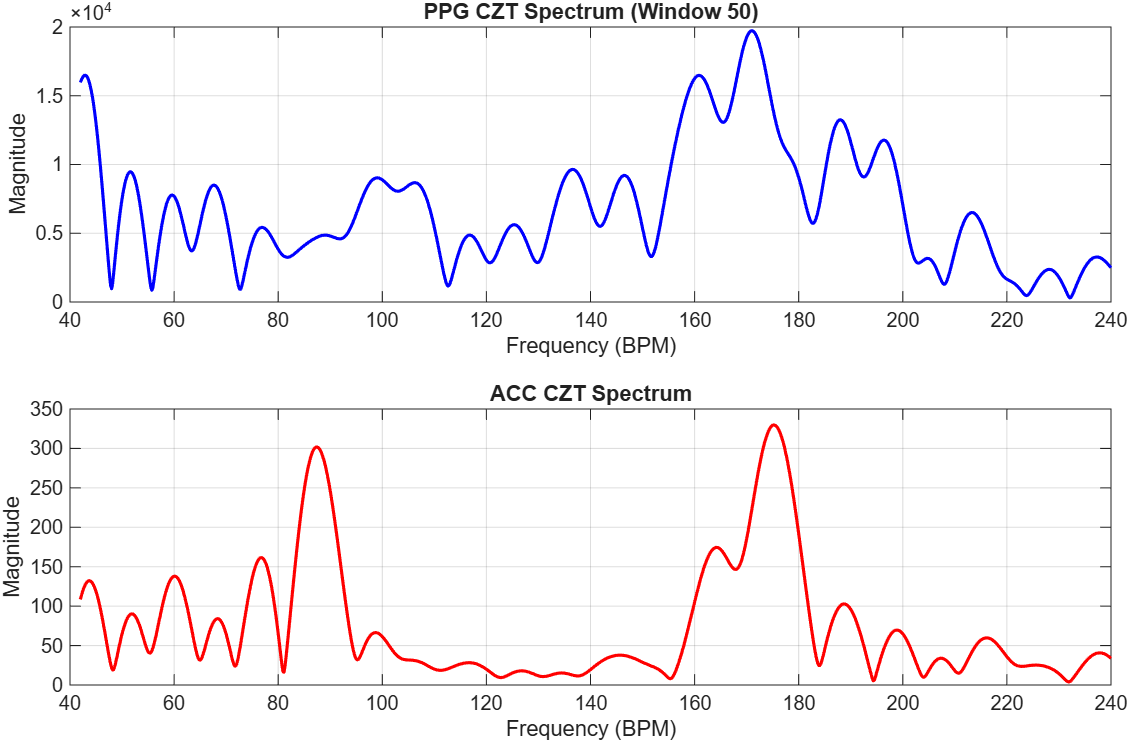 PPG CZT Spectrum (Window 50)
×10⁴
2
1.5
1
0.5
0
Magnitude
40 60 80 100 120 140 160 180 200 220 240
Frequency (BPM)
ACC CZT Spectrum
350
300
250
200
150
100
50
0
Magnitude
40 60 80 100 120 140 160 180 200 220 240
Frequency (BPM)